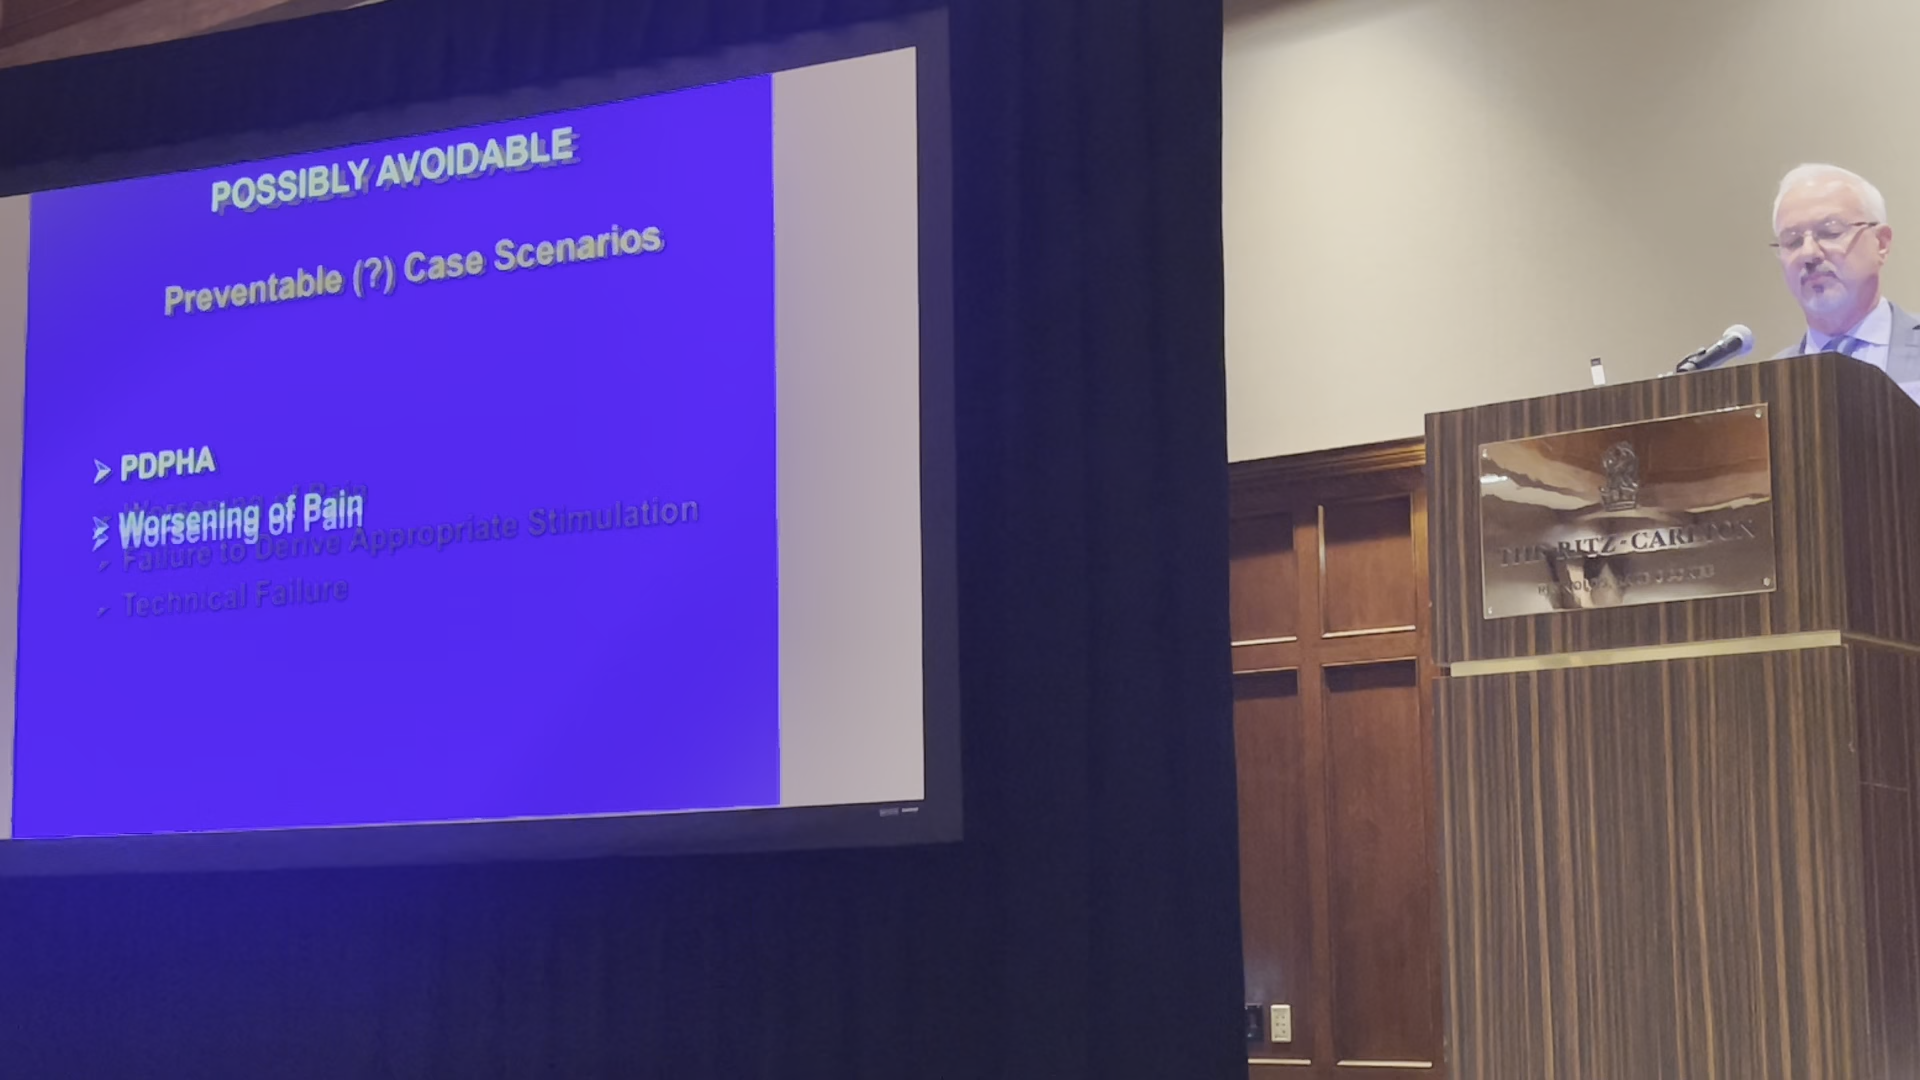 POSSIBLY AVOIDABLE
Preventable (?) Case Scenarios
➢ PDPHA
➢ Worsening of Pain
➢ Failure to Derive Appropriate Stimulation
➢ Technical Failure
THE RITZ-CARLTON